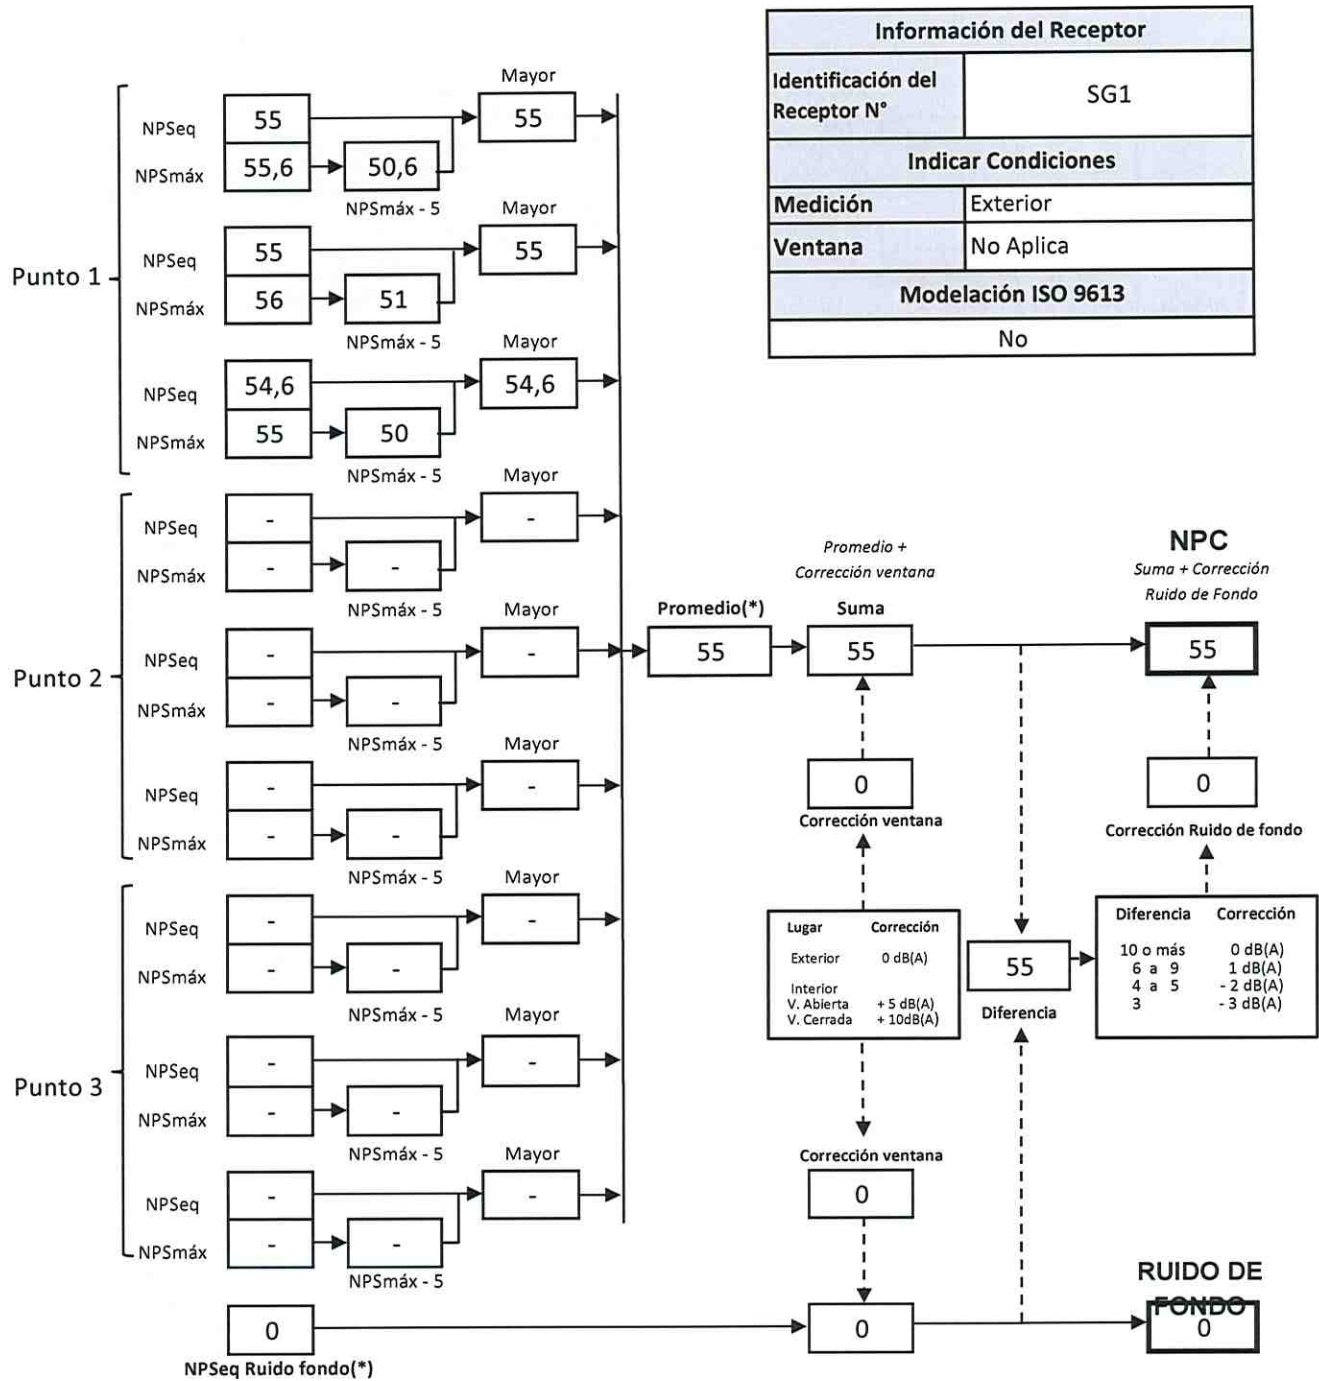 Información del Receptor
Identificación del
Receptor N°
SG1
Indicar Condiciones
Medición Exterior
Ventana No Aplica
Modelación ISO 9613
No
Punto 1
Mayor
NPSeq 55 55
NPSmáx 55,6 50,6
NPSmáx - 5
Mayor
NPSeq 55 55
NPSmáx 56 51
NPSmáx - 5
Mayor
NPSeq 54,6 54,6
NPSmáx 55 50
NPSmáx - 5
Punto 2
Mayor
NPSeq - -
NPSmáx - -
NPSmáx - 5
Mayor
NPSeq - -
NPSmáx - -
NPSmáx - 5
Mayor
NPSeq - -
NPSmáx - -
NPSmáx - 5
Punto 3
Mayor
NPSeq - -
NPSmáx - -
NPSmáx - 5
Mayor
NPSeq - -
NPSmáx - -
NPSmáx - 5
Mayor
NPSeq - -
NPSmáx - -
NPSmáx - 5
0
NPSeq Ruido fondo(*)
Promedio(*)
55
Promedio +
Corrección ventana
Suma
55
0
Corrección ventana
Lugar Corrección
Exterior 0 dB(A)
Interior
V. Abierta + 5 dB(A)
V. Cerrada + 10dB(A)
Corrección ventana
0
0
55
Diferencia
NPC
Suma + Corrección
Ruido de Fondo
55
0
Corrección Ruido de fondo
Diferencia Corrección
10 o más 0 dB(A)
6 a 9 1 dB(A)
4 a 5 - 2 dB(A)
3 - 3 dB(A)
RUIDO DE
FONDO
0